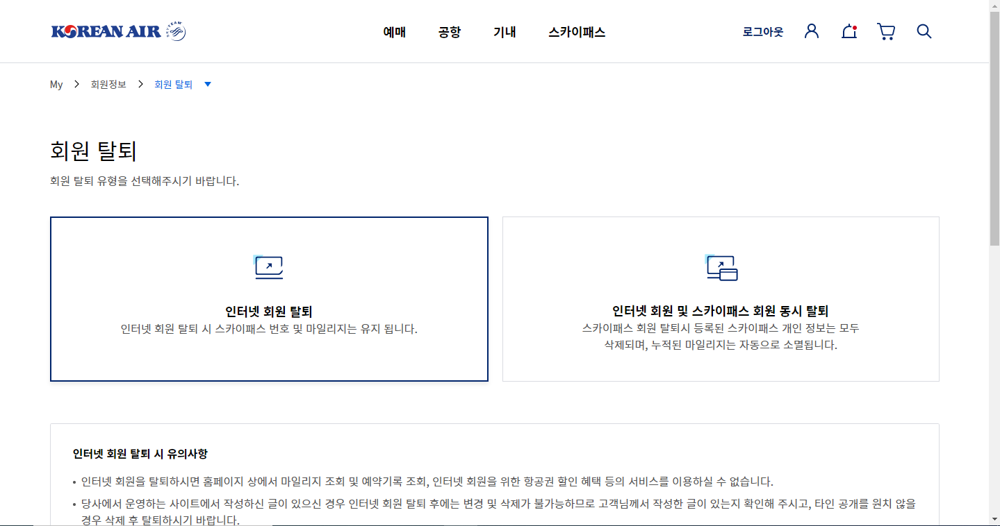 KOREAN AIR SKYTEAM
예매 공항 기내 스카이패스
로그아웃
My 회원정보 회원 탈퇴
회원 탈퇴
회원 탈퇴 유형을 선택해주시기 바랍니다.
인터넷 회원 탈퇴
인터넷 회원 탈퇴 시 스카이패스 번호 및 마일리지는 유지 됩니다.
인터넷 회원 및 스카이패스 회원 동시 탈퇴
스카이패스 회원 탈퇴시 등록된 스카이패스 개인 정보는 모두
삭제되며, 누적된 마일리지는 자동으로 소멸됩니다.
인터넷 회원 탈퇴 시 유의사항
• 인터넷 회원을 탈퇴하시면 홈페이지 상에서 마일리지 조회 및 예약기록 조회, 인터넷 회원을 위한 항공권 할인 혜택 등의 서비스를 이용하실 수 없습니다.
• 당사에서 운영하는 사이트에서 작성하신 글이 있으신 경우 인터넷 회원 탈퇴 후에는 변경 및 삭제가 불가능하므로 고객님께서 작성한 글이 있는지 확인해 주시고, 타인 공개를 원치 않을
경우 삭제 후 탈퇴하시기 바랍니다.